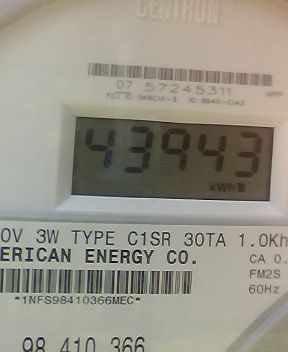 CENTRON®
07 57245311
43943
kWh
0V 3W TYPE C1SR 30TA 1.0Kh
ERICAN ENERGY CO.
CA 0.
FM2S
60Hz
*1NFS98410366MEC*
98 410 366